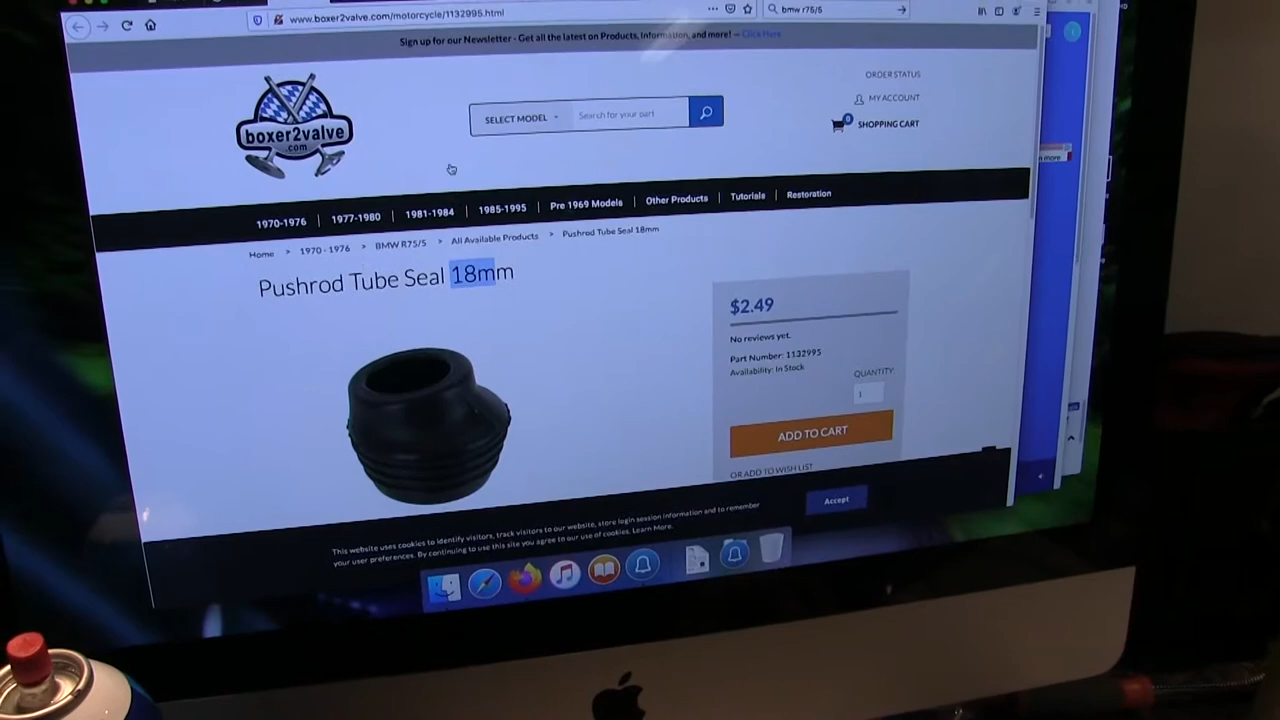 www.boxer2valve.com/motorcycle/1132995.html
bmw r75/5
Sign up for our Newsletter - Get all the latest on Products, Information, and more! — Click Here
ORDER STATUS
MY ACCOUNT
0
SHOPPING CART
boxer2valve
.com
SELECT MODEL
Search for your part
1970-1976 | 1977-1980 | 1981-1984 | 1985-1995 | Pre 1969 Models | Other Products | Tutorials | Restoration
Home > 1970 - 1976 > BMW R75/5 > All Available Products > Pushrod Tube Seal 18mm
Pushrod Tube Seal 18mm
$2.49
No reviews yet.
Part Number: 1132995
Availability: In Stock
QUANTITY:
1
ADD TO CART
OR ADD TO WISH LIST
This website uses cookies to identify visitors, track visitors to our website, store login session information and to remember
your user preferences. By continuing to use this site you agree to our use of cookies. Learn More.
Accept
more